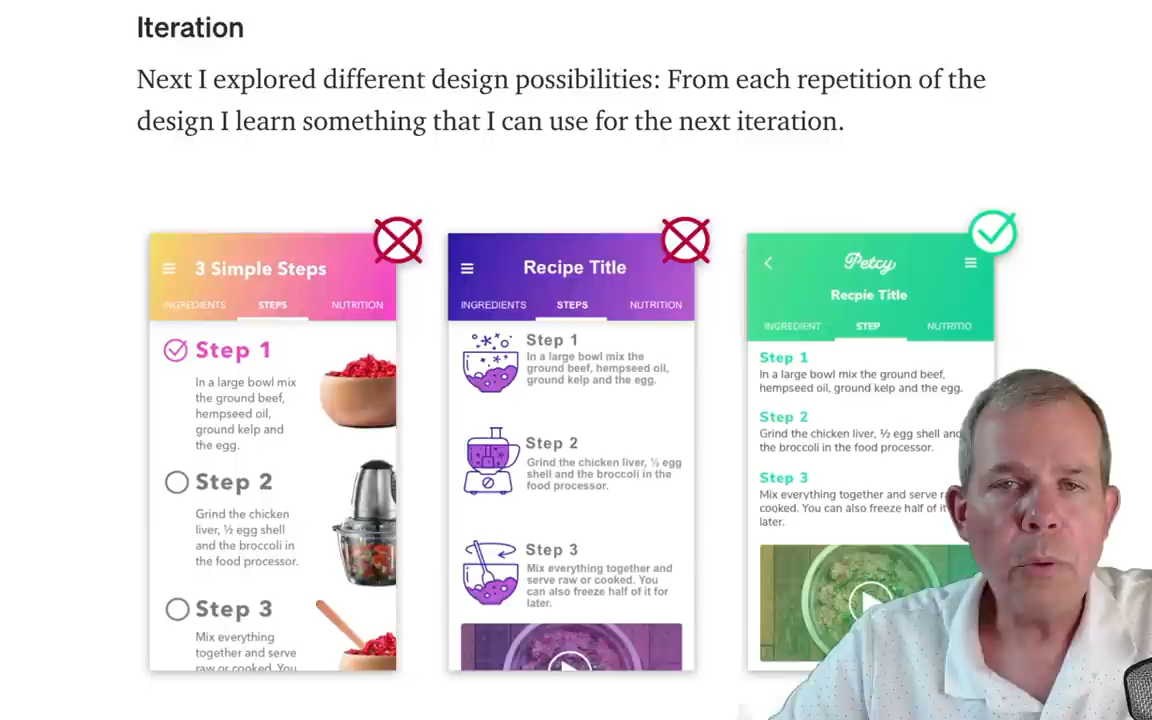 Iteration
Next I explored different design possibilities: From each repetition of the
design I learn something that I can use for the next iteration.
3 Simple Steps
INGREDIENTS STEPS NUTRITION
Step 1
In a large bowl mix
the ground beef,
hempseed oil,
ground kelp and
the egg.
Step 2
Grind the chicken
liver, ½ egg shell
and the broccoli in
the food processor.
Step 3
Mix everything
together and serve
raw or cooked. You
Recipe Title
INGREDIENTS STEPS NUTRITION
Step 1
In a large bowl mix the
ground beef, hempseed oil,
ground kelp and the egg.
Step 2
Grind the chicken liver, ½ egg
shell and the broccoli in the
food processor.
Step 3
Mix everything together and
serve raw or cooked. You
can also freeze half of it for
later.
Petcy
Recpie Title
INGREDIENT STEP NUTRITIO
Step 1
In a large bowl mix the ground beef,
hempseed oil, ground kelp and the egg.
Step 2
Grind the chicken liver, ½ egg shell and
the broccoli in the food processor.
Step 3
Mix everything together and serve
cooked. You can also freeze half of it
later.